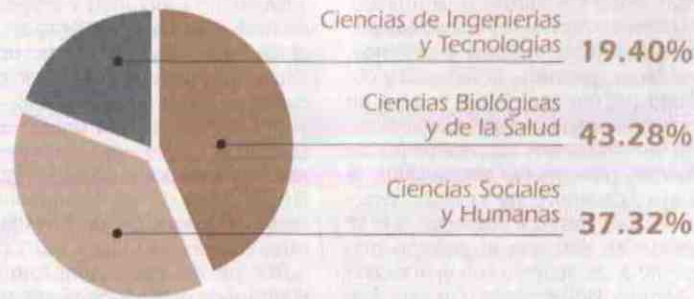 Ciencias de Ingenierias
y Tecnologias 19.40%
Ciencias Biológicas
y de la Salud 43.28%
Ciencias Sociales
y Humanas 37.32%